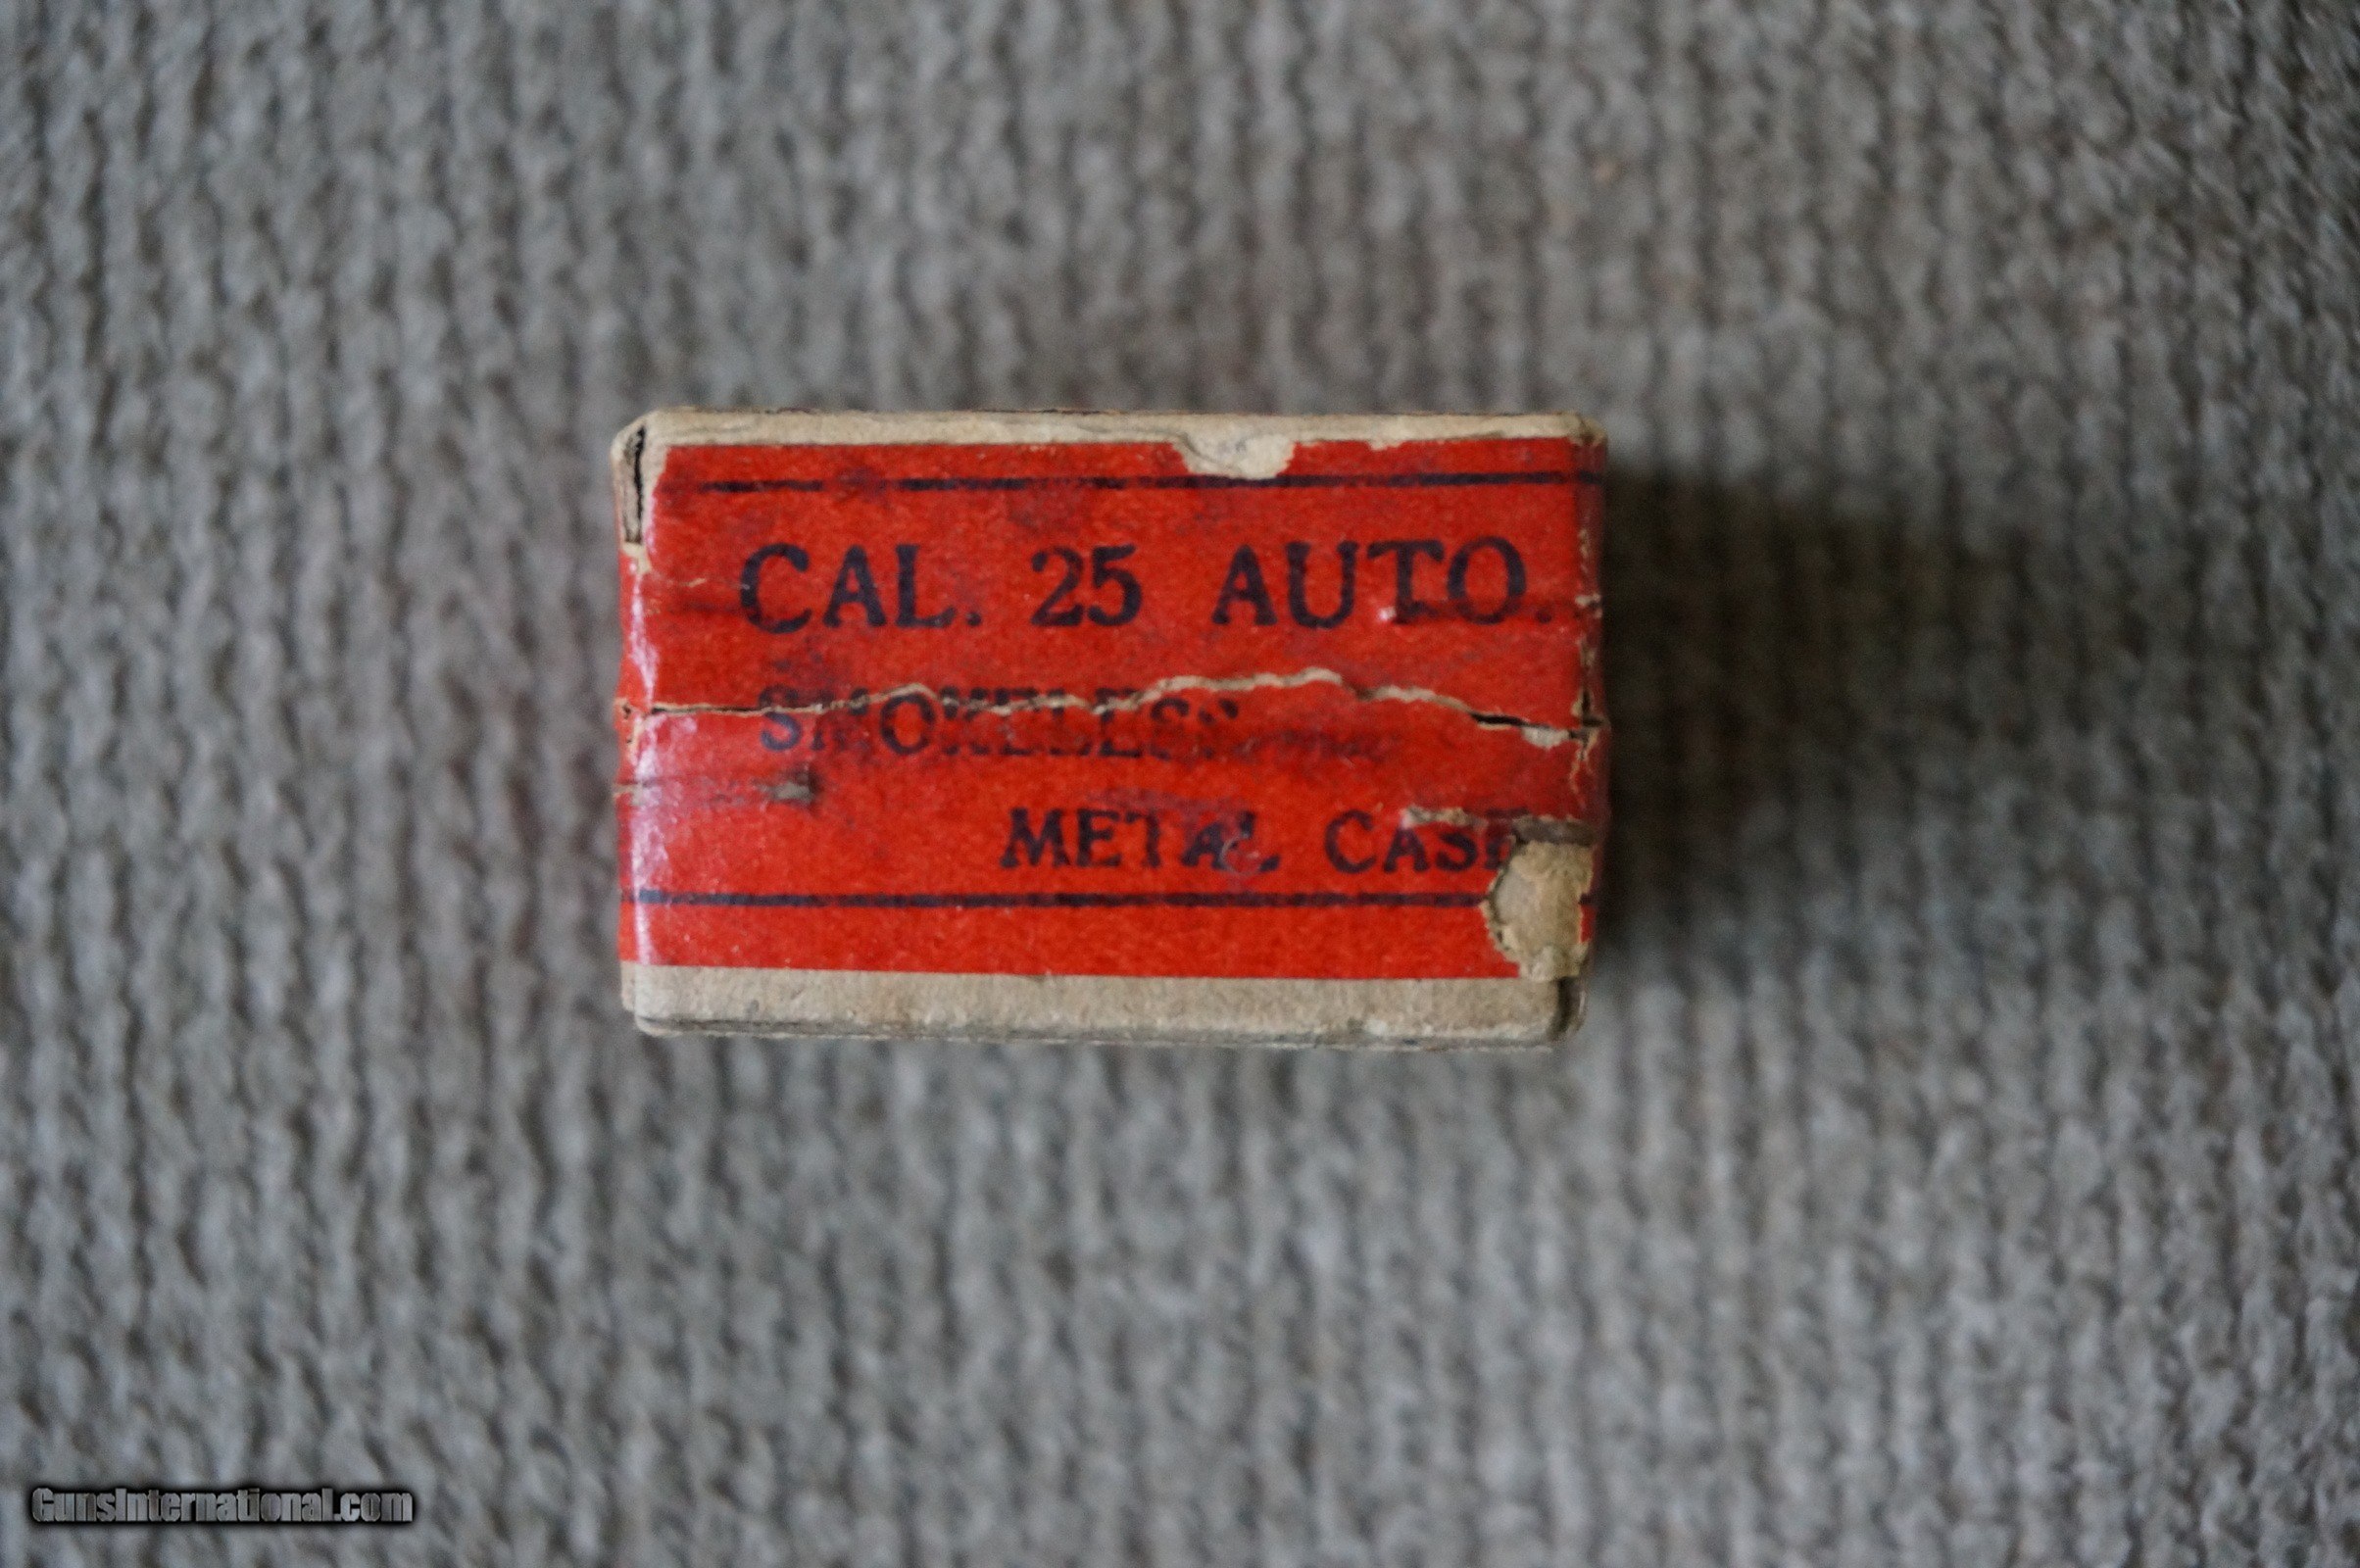 CAL. 25 AUTO.
SMOKELESS
METAL CASE
GunsInternational.com